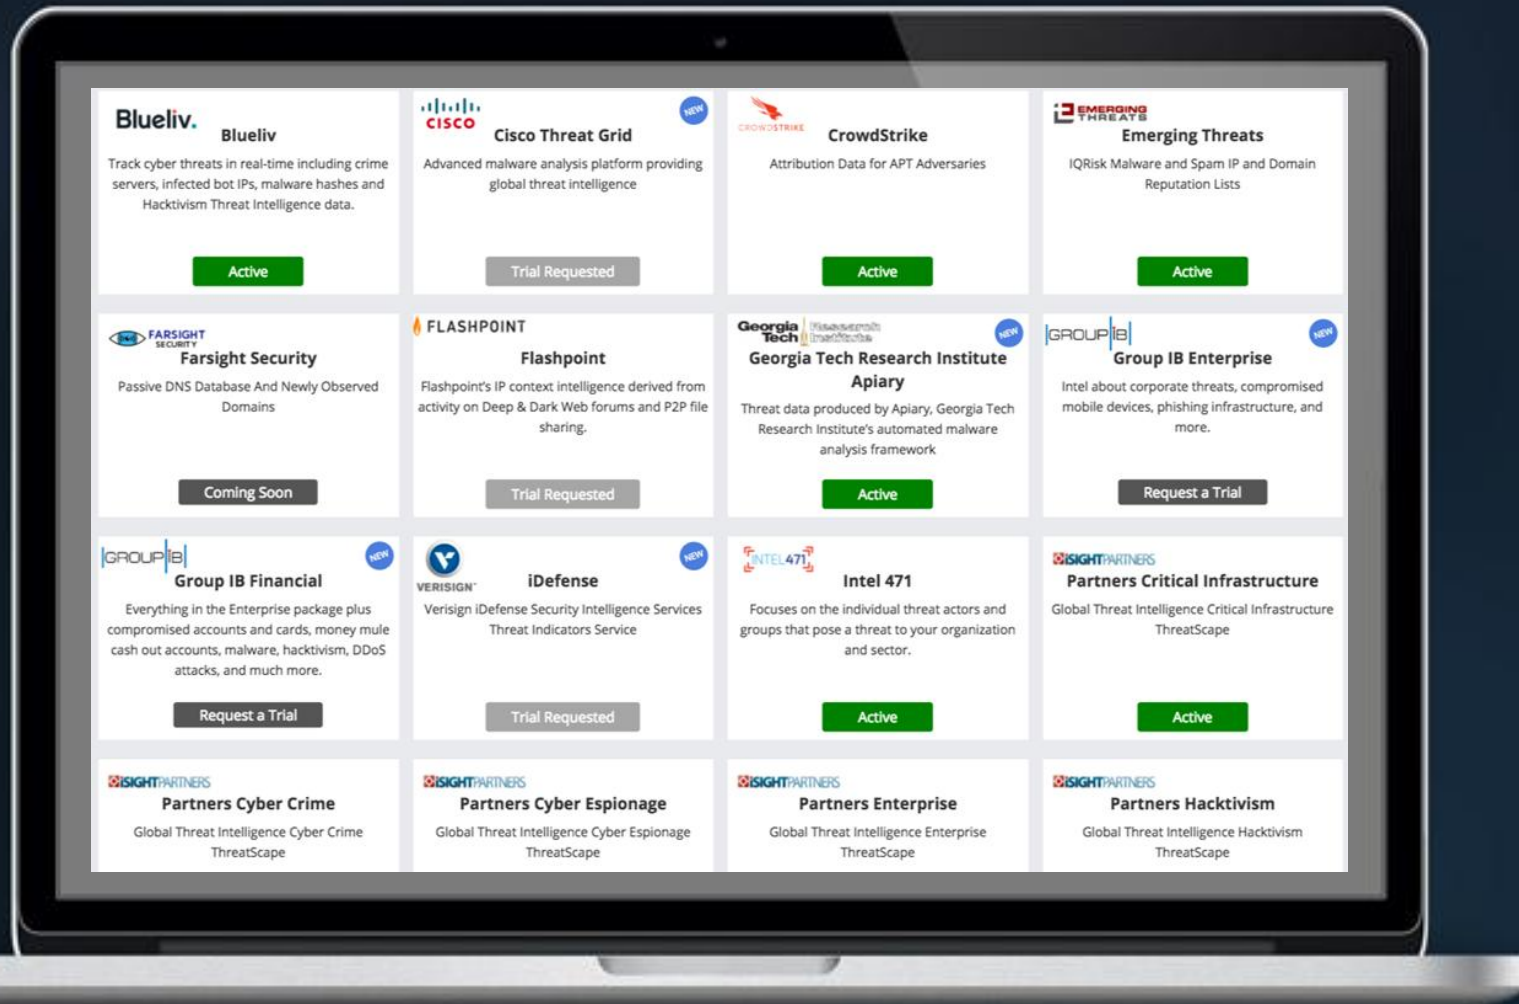 Blueliv.
Blueliv
Track cyber threats in real-time including crime
servers, infected bot IPs, malware hashes and
Hacktivism Threat Intelligence data.
Active
CISCO
NEW
Cisco Threat Grid
Advanced malware analysis platform providing
global threat intelligence
Trial Requested
CROWDSTRIKE
CrowdStrike
Attribution Data for APT Adversaries
Active
EMERGING
THREATS
Emerging Threats
IQRisk Malware and Spam IP and Domain
Reputation Lists
Active
FARSIGHT
SECURITY
Farsight Security
Passive DNS Database And Newly Observed
Domains
Coming Soon
FLASHPOINT
Flashpoint
Flashpoint's IP context intelligence derived from
activity on Deep & Dark Web forums and P2P file
sharing.
Trial Requested
Georgia Research
Tech Institute
NEW
Georgia Tech Research Institute
Apiary
Threat data produced by Apiary, Georgia Tech
Research Institute's automated malware
analysis framework
Active
GROUP IB
NEW
Group IB Enterprise
Intel about corporate threats, compromised
mobile devices, phishing infrastructure, and
more.
Request a Trial
GROUP IB
NEW
Group IB Financial
Everything in the Enterprise package plus
compromised accounts and cards, money mule
cash out accounts, malware, hacktivism, DDoS
attacks, and much more.
Request a Trial
VERISIGN
NEW
iDefense
Verisign iDefense Security Intelligence Services
Threat Indicators Service
Trial Requested
INTEL471
Intel 471
Focuses on the individual threat actors and
groups that pose a threat to your organization
and sector.
Active
iSIGHTPARTNERS
Partners Critical Infrastructure
Global Threat Intelligence Critical Infrastructure
ThreatScape
Active
iSIGHTPARTNERS
Partners Cyber Crime
Global Threat Intelligence Cyber Crime
ThreatScape
iSIGHTPARTNERS
Partners Cyber Espionage
Global Threat Intelligence Cyber Espionage
ThreatScape
iSIGHTPARTNERS
Partners Enterprise
Global Threat Intelligence Enterprise
ThreatScape
iSIGHTPARTNERS
Partners Hacktivism
Global Threat Intelligence Hacktivism
ThreatScape